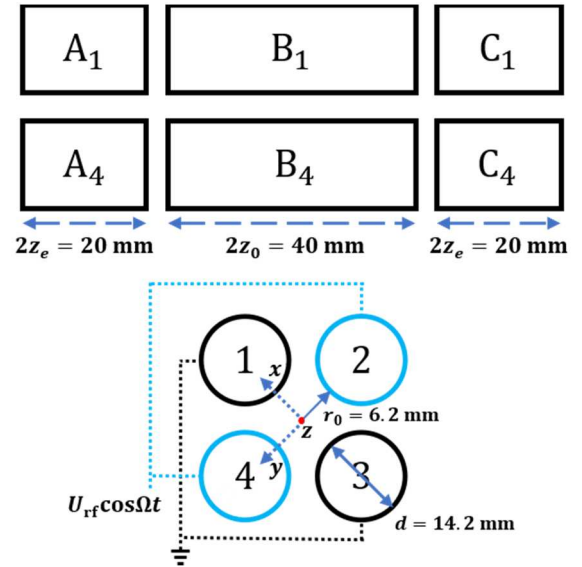 A₁ B₁ C₁
A₄ B₄ C₄
2zₑ = 20 mm 2z₀ = 40 mm 2zₑ = 20 mm
1 x 2
z r₀ = 6.2 mm
4 y 3
U_rf cosΩt
d = 14.2 mm